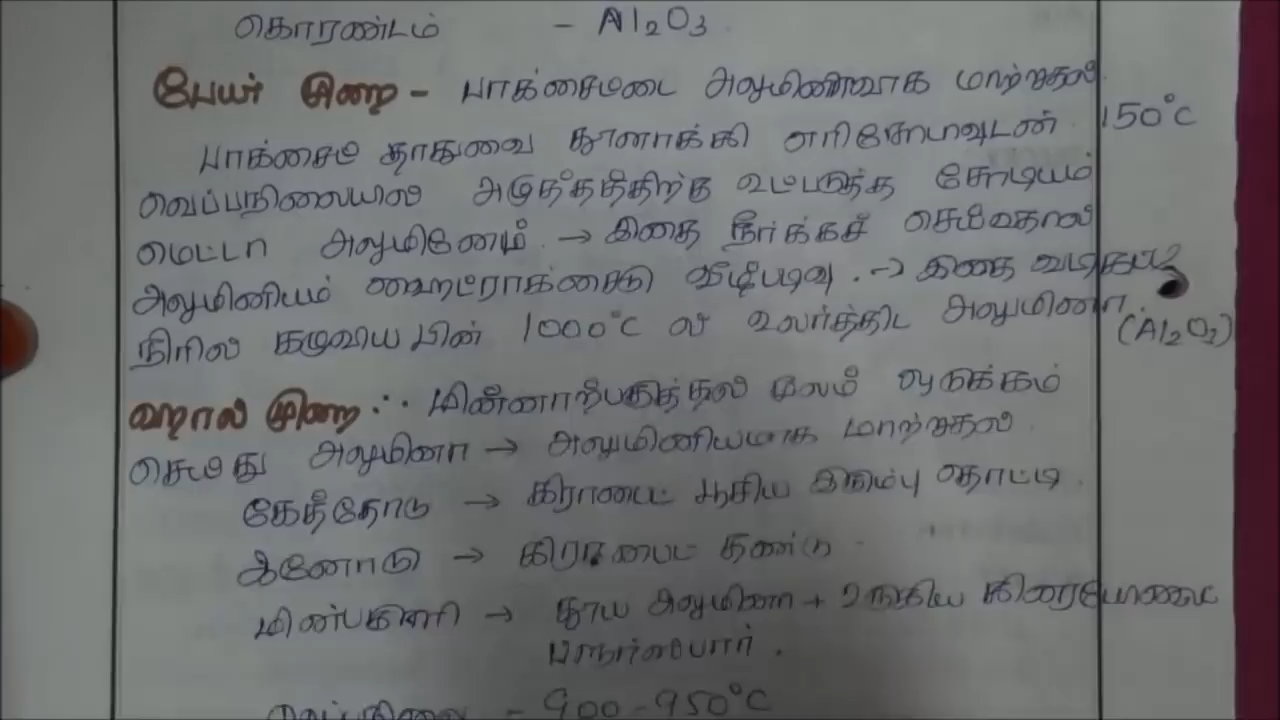 கொரண்டம் - Al₂O₃
பேயர் முறை - பாக்சைடை அலுமினாவாக மாற்றுதல்
பாக்சைட் தாதுவை தூளாக்கி எரிசோடாவுடன் 150°C
வெப்பநிலையில் அழுத்தத்திற்கு உட்படுத்த சோடியம்
மெட்டா அலுமினேட் → இதை நீர்க்கச் செய்தால்
அலுமினியம் ஹைட்ராக்சைடு வீழ்படிவு. → இதை வடிகட்டி
நீரில் கழுவிய பின் 1000°C ல் உலர்த்திட அலுமினா. (Al₂O₃)
ஹால் முறை :- மின்னாற்பகுத்தல் மூலம் ஒடுக்கம்
செய்து அலுமினா → அலுமினியமாக மாற்றுதல்
கேத்தோடு → கிராபைட் பூசிய இரும்பு தொட்டி.
ஆனோடு → கிராபைட் தண்டு
மின்பகுளி → தூய அலுமினா + உருகிய கிரையோலைட்
வெப்பநிலை - 900-950°C